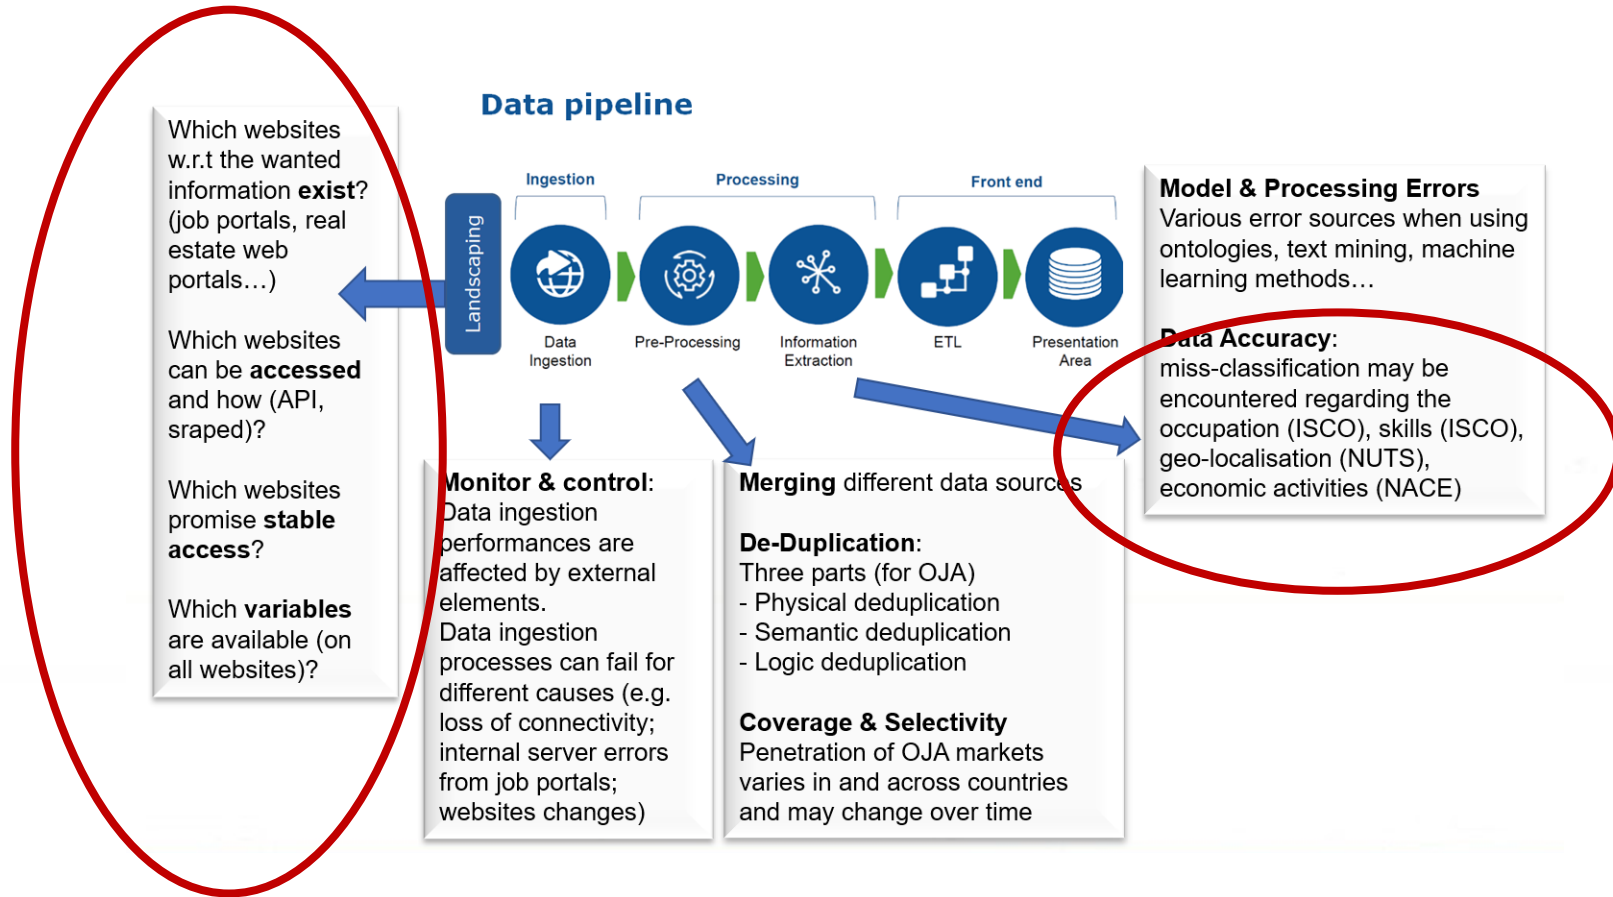 Data pipeline
Which websites
w.r.t the wanted
information exist?
(job portals, real
estate web
portals…)
Which websites
can be accessed
and how (API,
sraped)?
Which websites
promise stable
access?
Which variables
are available (on
all websites)?
Landscaping
Ingestion
Processing
Front end
Data
Ingestion
Pre-Processing
Information
Extraction
ETL
Presentation
Area
Monitor & control:
Data ingestion
performances are
affected by external
elements.
Data ingestion
processes can fail for
different causes (e.g.
loss of connectivity;
internal server errors
from job portals;
websites changes)
Merging different data sources
De-Duplication:
Three parts (for OJA)
- Physical deduplication
- Semantic deduplication
- Logic deduplication
Coverage & Selectivity
Penetration of OJA markets
varies in and across countries
and may change over time
Model & Processing Errors
Various error sources when using
ontologies, text mining, machine
learning methods…
Data Accuracy:
miss-classification may be
encountered regarding the
occupation (ISCO), skills (ISCO),
geo-localisation (NUTS),
economic activities (NACE)